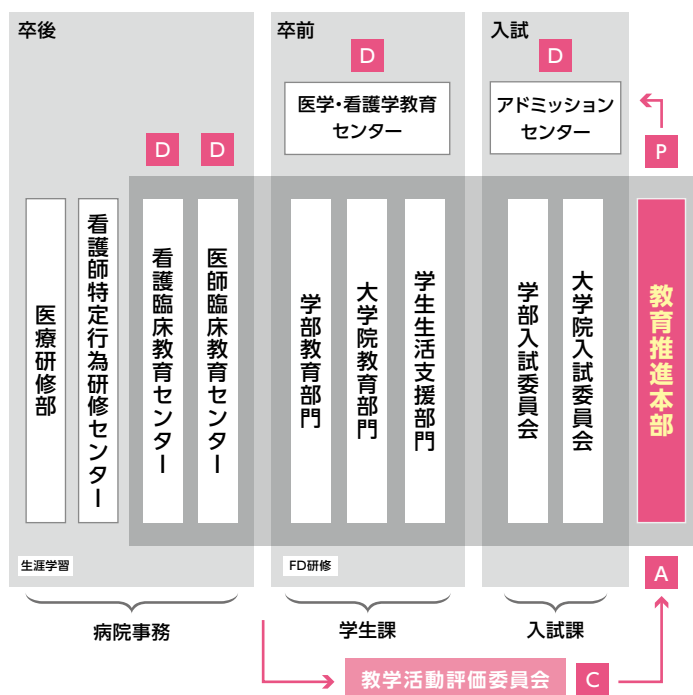 卒後
卒前
入試
D
D
医学・看護学教育
センター
アドミッション
センター
P
D
D
医療研修部
看護師特定行為研修センター
看護臨床教育センター
医師臨床教育センター
学部教育部門
大学院教育部門
学生生活支援部門
学部入試委員会
大学院入試委員会
教育推進本部
生涯学習
FD研修
A
病院事務
学生課
入試課
教学活動評価委員会
C